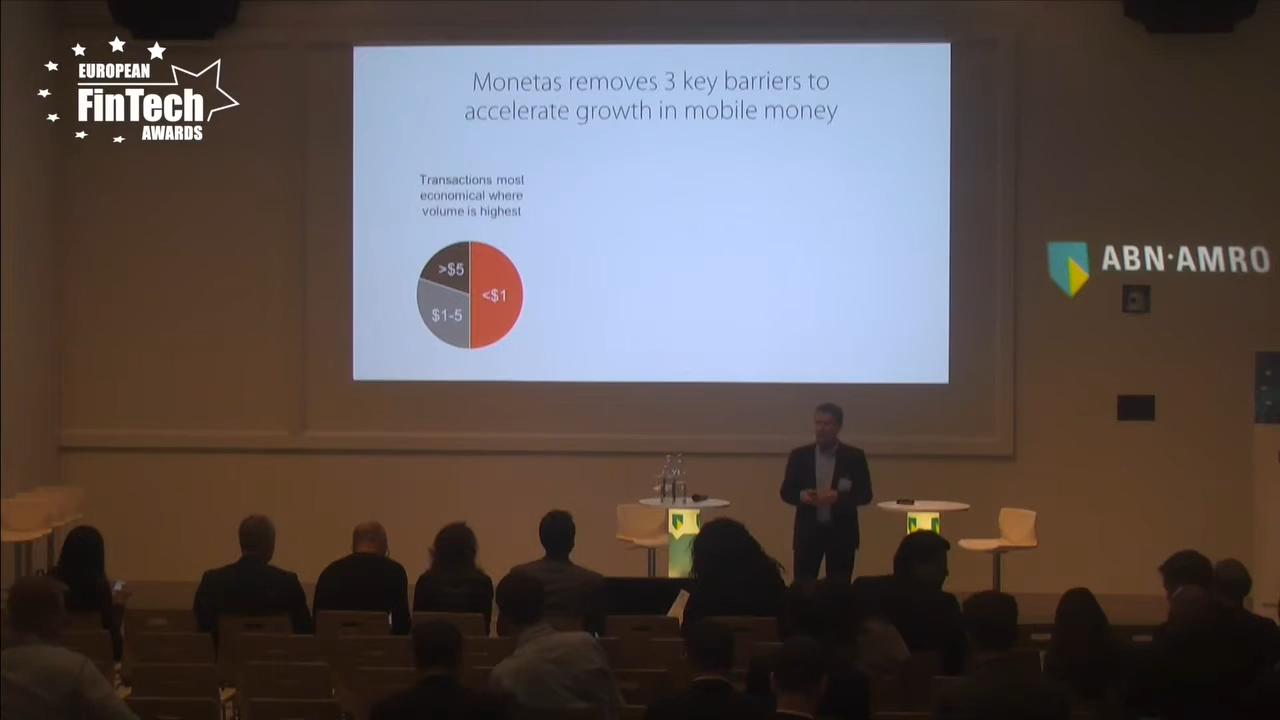 EUROPEAN
FinTech
AWARDS
Monetas removes 3 key barriers to
accelerate growth in mobile money
Transactions most
economical where
volume is highest
>$5
<$1
$1-5
ABN·AMRO